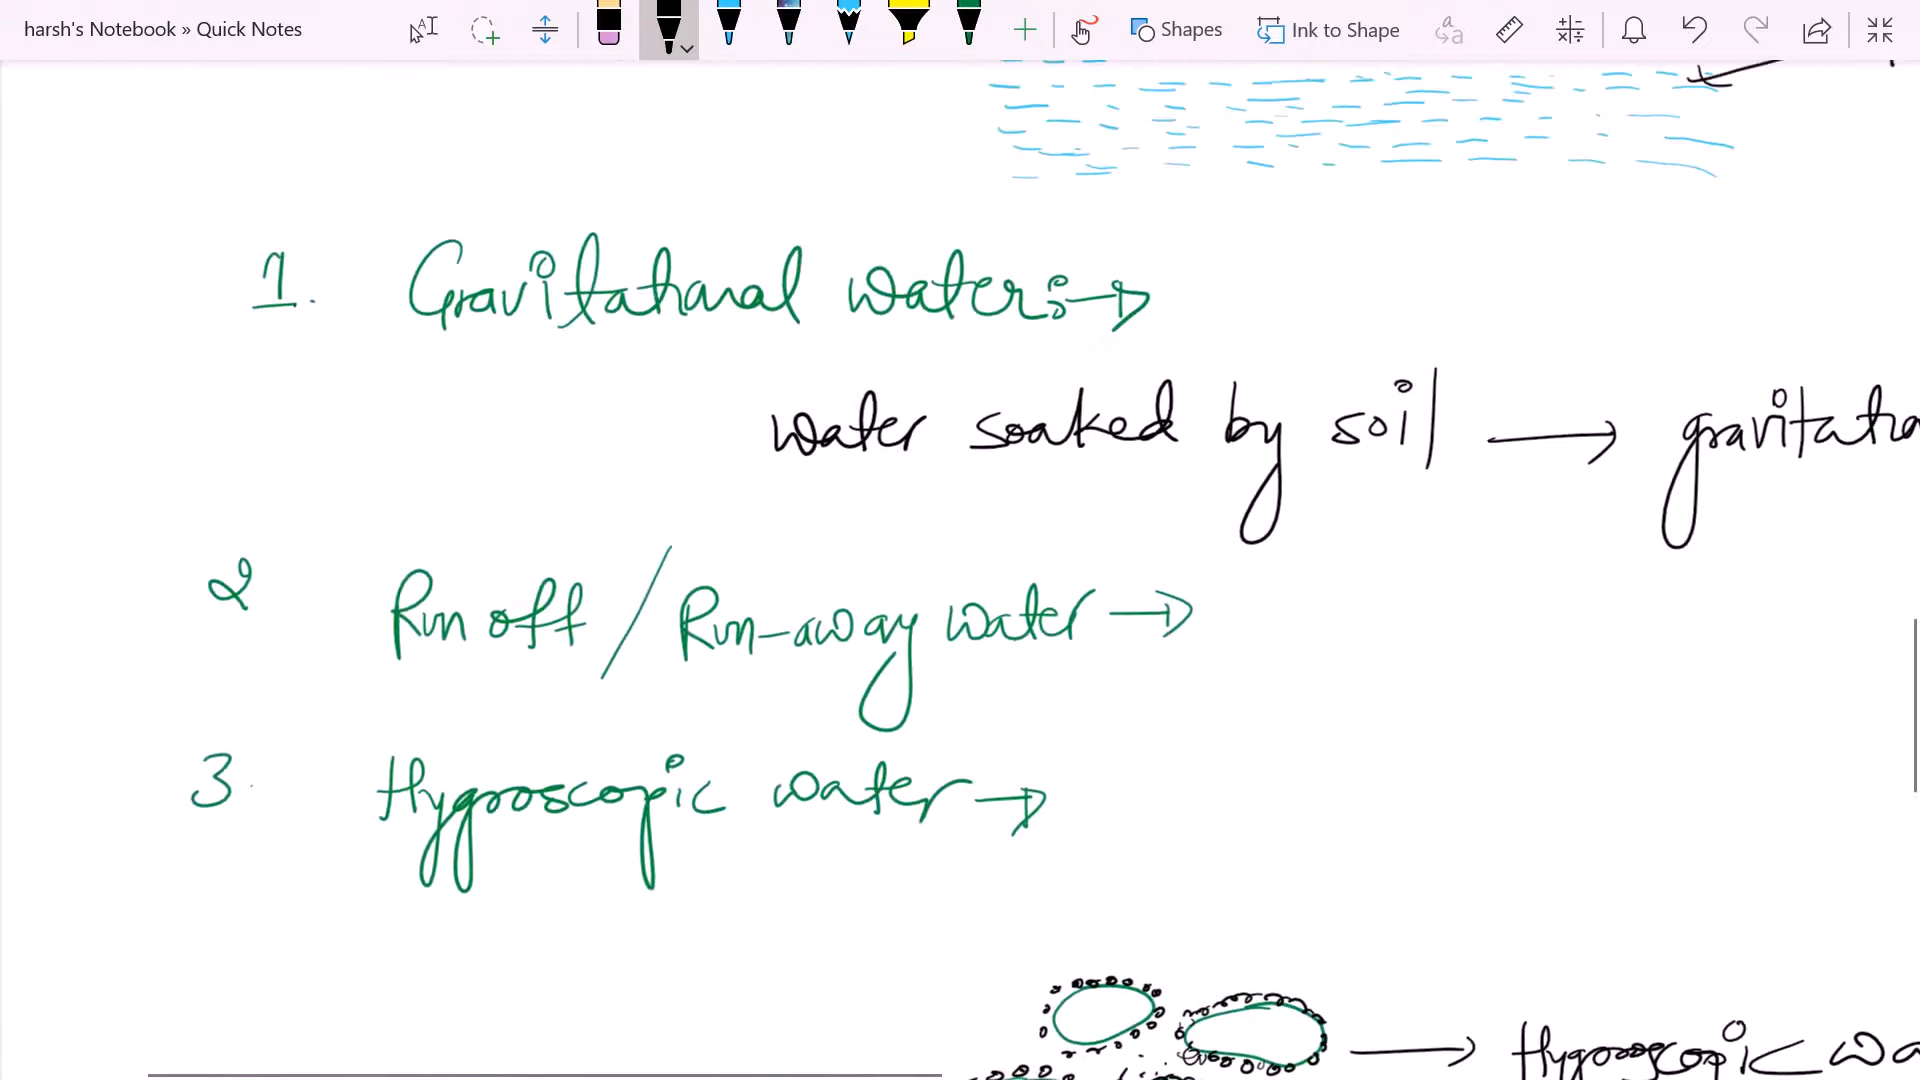 harsh's Notebook » Quick Notes
Shapes
Ink to Shape
1. Gravitational water :→
water soaked by soil → gravitatio
2 Run off / Run-away water →
3. Hygroscopic water →
→ Hygroscopic wa